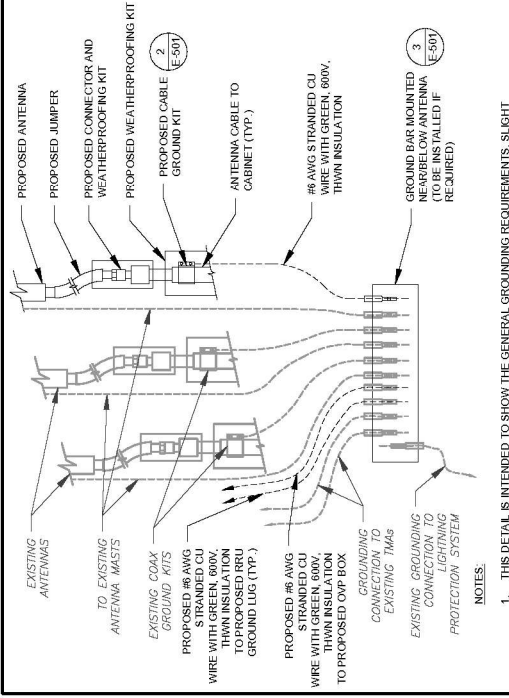 PROPOSED ANTENNA
PROPOSED JUMPER
PROPOSED CONNECTOR AND
WEATHERPROOFING KIT
PROPOSED WEATHERPROOFING KIT
PROPOSED CABLE
GROUND KIT
2
E-501
ANTENNA CABLE TO
CABINET (TYP.)
#6 AWG STRANDED CU
WIRE WITH GREEN, 600V,
THWN INSULATION
GROUND BAR MOUNTED
NEAR/BELOW ANTENNA
(TO BE INSTALLED IF
REQUIRED)
3
E-501
EXISTING
ANTENNAS
TO EXISTING
ANTENNA MASTS
EXISTING COAX
GROUND KITS
PROPOSED #6 AWG
STRANDED CU
WIRE WITH GREEN, 600V,
THWN INSULATION
TO PROPOSED RRU
GROUND LUG (TYP.)
PROPOSED #6 AWG
STRANDED CU
WIRE WITH GREEN, 600V,
THWN INSULATION
TO PROPOSED OVP BOX
GROUNDING
CONNECTION TO
EXISTING TMAs
EXISTING GROUNDING
CONNECTION TO
LIGHTNING
PROTECTION SYSTEM
NOTES:
1. THIS DETAIL IS INTENDED TO SHOW THE GENERAL GROUNDING REQUIREMENTS. SLIGHT